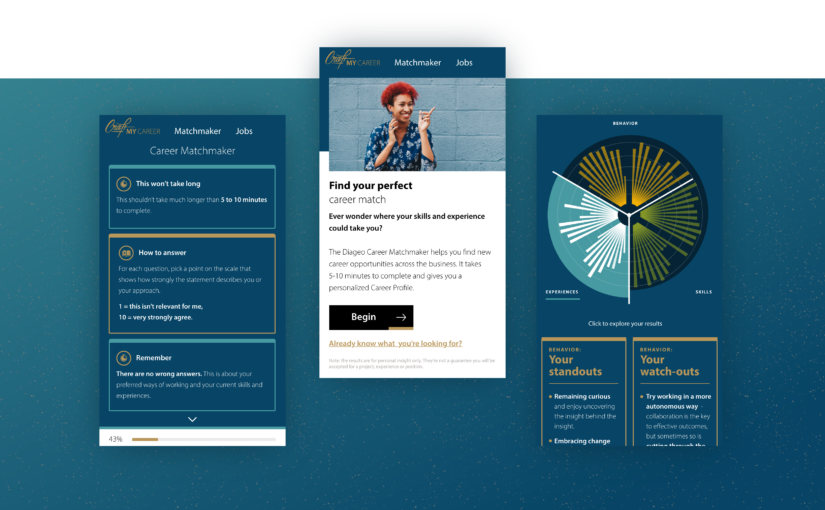 Craft MY CAREER
Matchmaker
Jobs
Career Matchmaker
This won't take long
This shouldn't take much longer than 5 to 10 minutes
to complete.
How to answer
For each question, pick a point on the scale that
shows how strongly the statement describes you or
your approach.
1 = this isn't relevant for me,
10 = very strongly agree.
Remember
There are no wrong answers. This is about your
preferred ways of working and your current skills and
experiences.
43%
Craft MY CAREER
Matchmaker
Jobs
Find your perfect
career match
Ever wonder where your skills and experience
could take you?
The Diageo Career Matchmaker helps you find new
career opportunities across the business. It takes
5-10 minutes to complete and gives you a
personalized Career Profile.
Begin
Already know what you're looking for?
Note: the results are for personal insight only. They're not a guarantee you will be
accepted for a project, experience or position.
BEHAVIOR
EXPERIENCES
SKILLS
Click to explore your results
BEHAVIOR:
Your
standouts
Remaining curious
and enjoy uncovering
the insight behind the
insight.
Embracing change
BEHAVIOR:
Your
watch-outs
Try working in a more
autonomous way -
collaboration is the key
to effective outcomes,
but sometimes so is
cutting through the